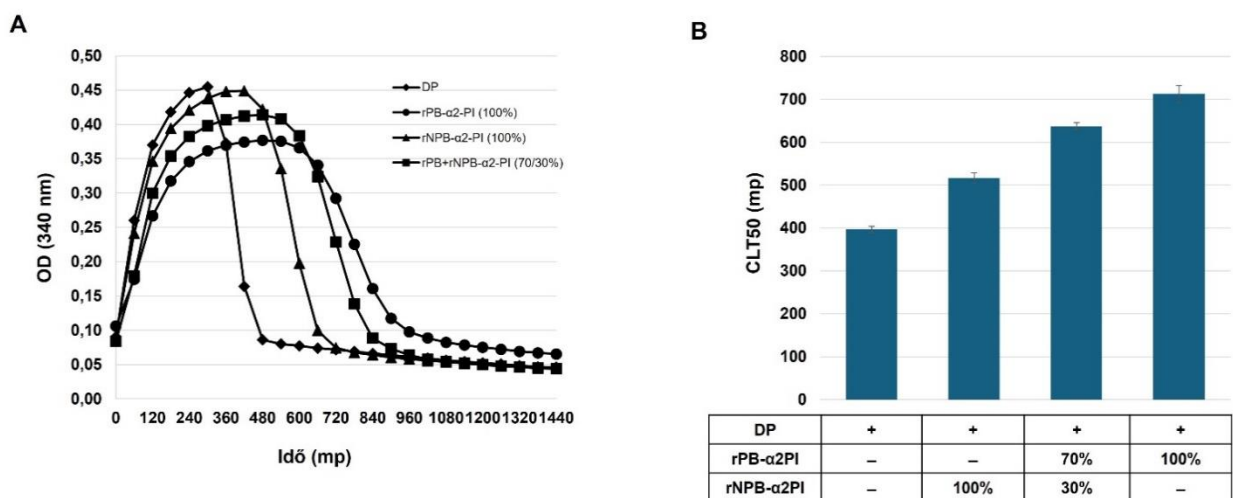 A
0,50
0,45
0,40
0,35
0,30
0,25
0,20
0,15
0,10
0,05
0,00
OD (340 nm)
DP
rPB-α2-PI (100%)
rNPB-α2-PI (100%)
rPB+rNPB-α2-PI (70/30%)
0 120 240 360 480 600 720 840 960 1080 1200 1320 1440
Idő (mp)
B
800
700
600
500
400
300
200
100
0
CLT50 (mp)
DP + + + +
rPB-α2PI – – 70% 100%
rNPB-α2PI – 100% 30% –